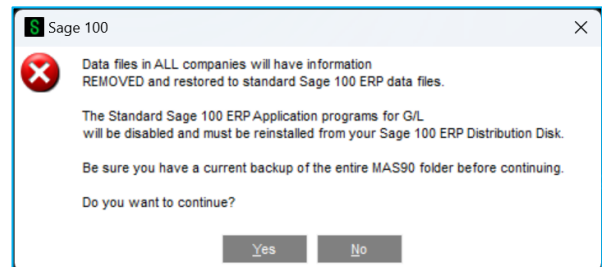 S Sage 100
Data files in ALL companies will have information
REMOVED and restored to standard Sage 100 ERP data files.
The Standard Sage 100 ERP Application programs for G/L
will be disabled and must be reinstalled from your Sage 100 ERP Distribution Disk.
Be sure you have a current backup of the entire MAS90 folder before continuing.
Do you want to continue?
Yes No